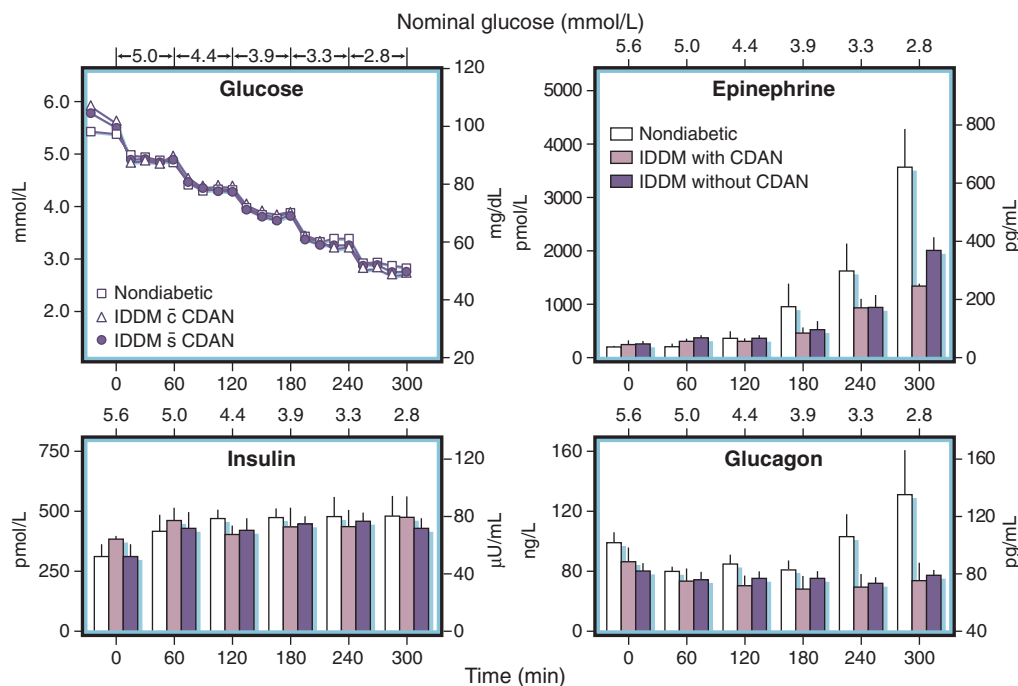 Nominal glucose (mmol/L)
5.0 4.4 3.9 3.3 2.8
Glucose
mmol/L
6.0
5.0
4.0
3.0
2.0
mg/dL
120
100
80
60
40
20
Nondiabetic
IDDM c̄ CDAN
IDDM s̄ CDAN
0 60 120 180 240 300
5.6 5.0 4.4 3.9 3.3 2.8
Epinephrine
pmol/L
5000
4000
3000
2000
1000
0
pg/mL
800
600
400
200
0
Nondiabetic
IDDM with CDAN
IDDM without CDAN
0 60 120 180 240 300
5.6 5.0 4.4 3.9 3.3 2.8
Insulin
pmol/L
750
500
250
0
μU/mL
120
80
40
0
0 60 120 180 240 300
5.6 5.0 4.4 3.9 3.3 2.8
Glucagon
ng/L
160
120
80
40
0
pg/mL
160
120
80
40
0 60 120 180 240 300
Time (min)